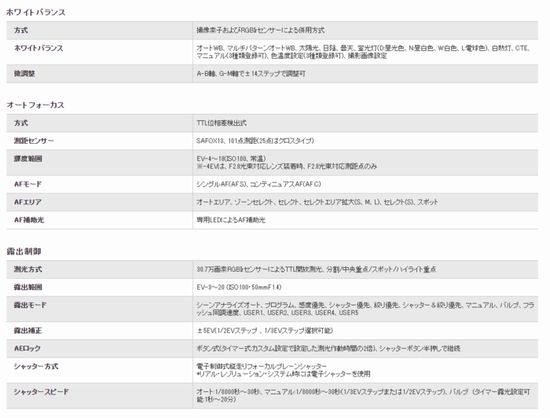 ホワイトバランス
方式 撮像素子およびRGBIrセンサーによる併用方式
ホワイトバランス オートWB、マルチパターンオートWB、太陽光、日陰、曇天、蛍光灯(D:昼光色、N:昼白色、W:白色、L:電球色)、白熱灯、CTE、
マニュアル(3種類登録可)、色温度設定(3種類登録可)、撮影画像設定
微調整 A-B軸、G-M軸で±14ステップで調整可
オートフォーカス
方式 TTL位相差検出式
測距センサー SAFOX13、101点測距(25点はクロスタイプ)
輝度範囲 EV-4～18(ISO100、常温)
※-4EVは、F2.8光束対応レンズ装着時、F2.8光束対応測距点のみ
AFモード シングルAF(AF.S)、コンティニュアスAF(AF.C)
AFエリア オートエリア、ゾーンセレクト、セレクト、セレクトエリア拡大(S、M、L)、セレクト(S)、スポット
AF補助光 専用LEDによるAF補助光
露出制御
測光方式 30.7万画素RGBIrセンサーによるTTL開放測光、分割/中央重点/スポット/ハイライト重点
露出範囲 EV-3～20 (ISO100・50mmF1.4)
露出モード シーンアナライズオート、プログラム、感度優先、シャッター優先、絞り優先、シャッター&絞り優先、マニュアル、バルブ、フラ
ッシュ同調速度、USER1、USER2、USER3、USER4、USER5
露出補正 ±5EV(1/2EVステップ 、1/3EVステップ選択可能)
AEロック ボタン式(タイマー式:カスタム設定で設定した測光作動時間の2倍)、シャッターボタン半押しで継続
シャッター方式 電子制御式縦走りフォーカルプレーンシャッター
*リアル・レゾリューション・システム時には電子シャッターを使用
シャッタースピード オート:1/8000秒～30秒、マニュアル:1/8000秒～30秒(1/3EVステップまたは1/2EVステップ)、バルブ (タイマー露光設定可
能:1秒～20分)